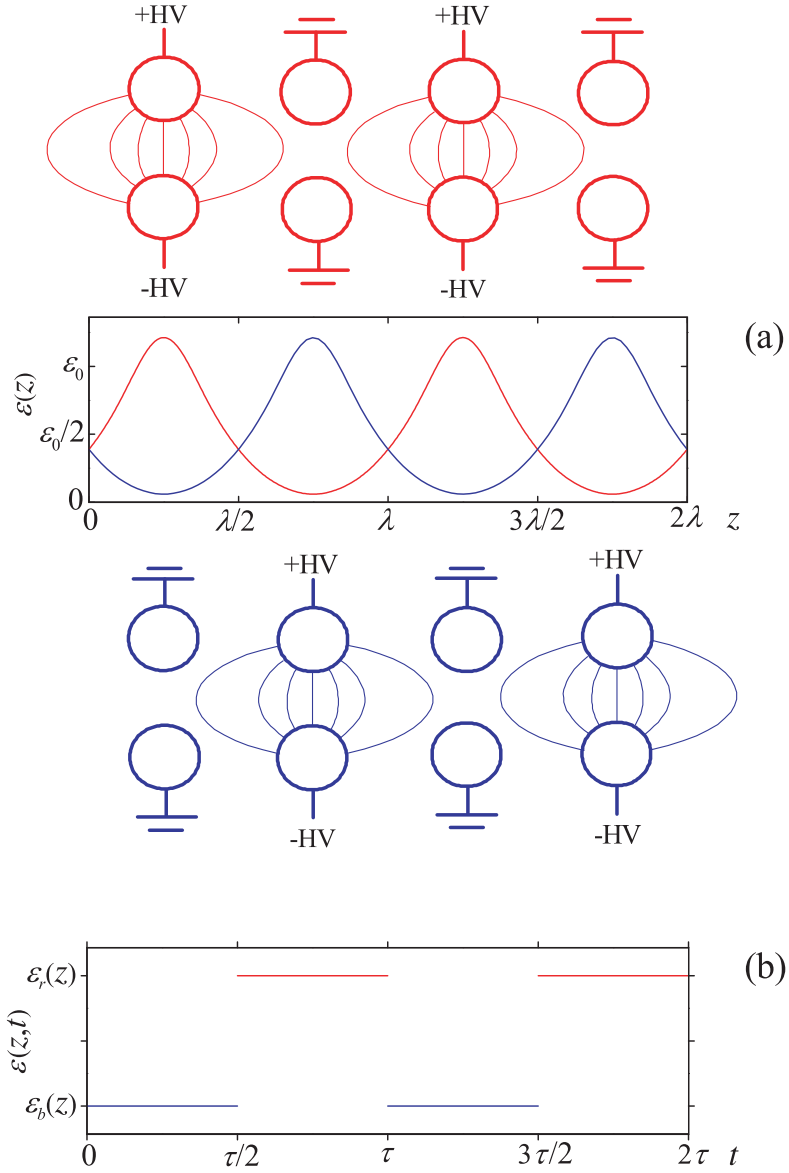 +HV +HV
-HV -HV
(a)
ε(z)
ε₀
ε₀/2
0
0 λ/2 λ 3λ/2 2λ z
+HV +HV
-HV -HV
(b)
ε(z,t)
εᵣ(z)
ε_b(z)
0 τ/2 τ 3τ/2 2τ t